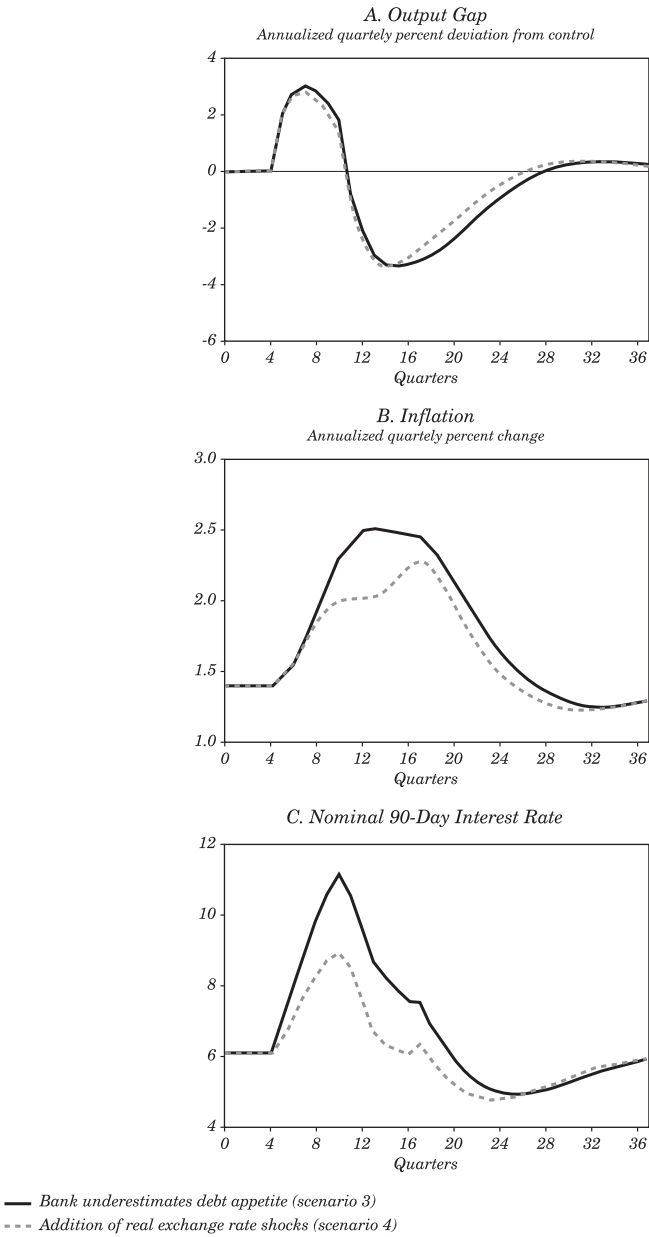 A. Output Gap
Annualized quartely percent deviation from control
4
2
0
-2
-4
-6
0 4 8 12 16 20 24 28 32 36
Quarters
B. Inflation
Annualized quartely percent change
3.0
2.5
2.0
1.5
1.0
0 4 8 12 16 20 24 28 32 36
Quarters
C. Nominal 90-Day Interest Rate
12
10
8
6
4
0 4 8 12 16 20 24 28 32 36
Quarters
Bank underestimates debt appetite (scenario 3)
Addition of real exchange rate shocks (scenario 4)